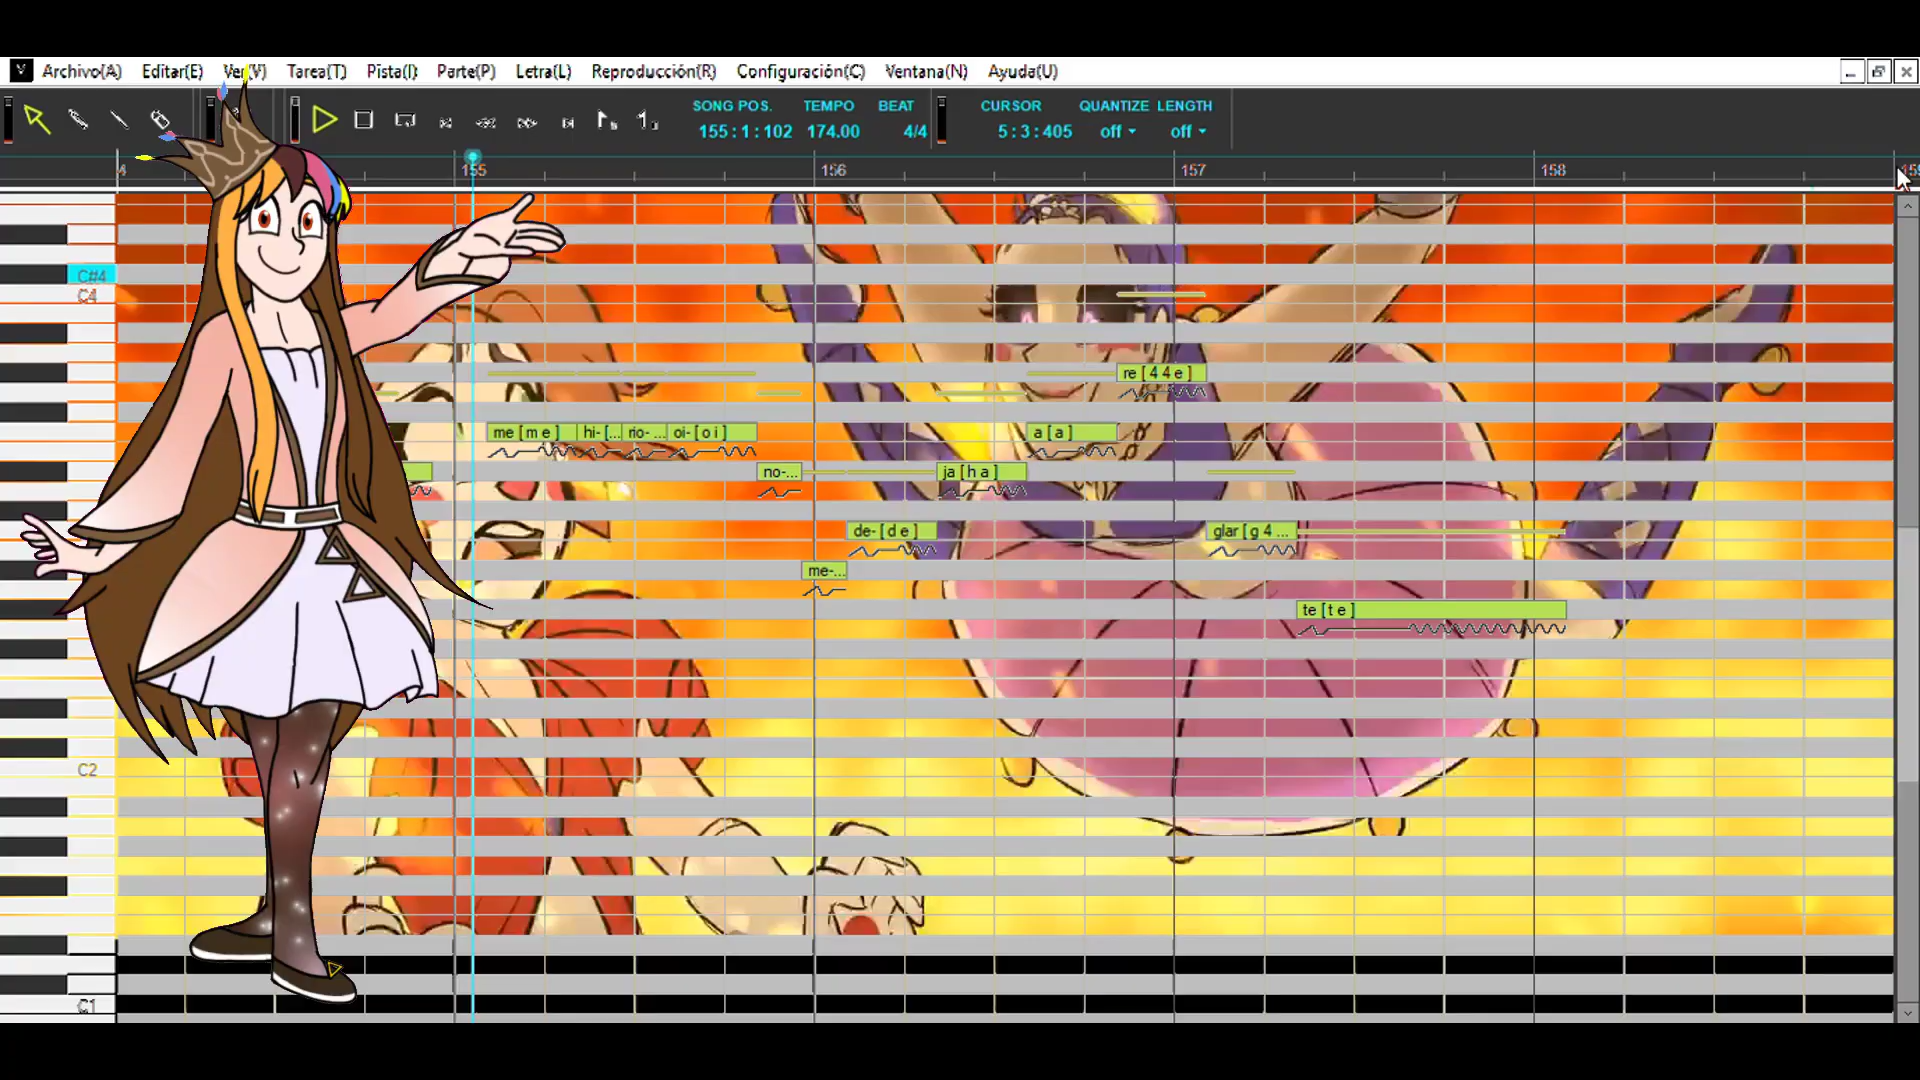 V Archivo(A) Editar(E) Ver(V) Tarea(T) Pista(I) Parte(P) Letra(L) Reproducción(R) Configuración(C) Ventana(N) Ayuda(U)
SONG POS. TEMPO BEAT CURSOR QUANTIZE LENGTH
155 : 1 : 102 174.00 4/4 5 : 3 : 405 off off
155 156 157 158
C#4
C4
re [ 4 4 e ]
me [ m e ] hi- [... rio- ... oi- [ o i ] a [ a ]
no-... ja [ h a ]
de- [ d e ] glar [ g 4 ...
me-...
te [ t e ]
C2
C1